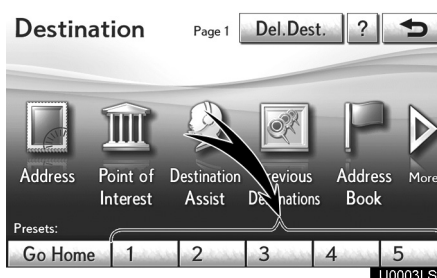 Destination Page 1 Del.Dest. ?
Address Point of Interest Destination Assist Previous Destinations Address Book More
Presets:
Go Home 1 2 3 4 5
U0003LS